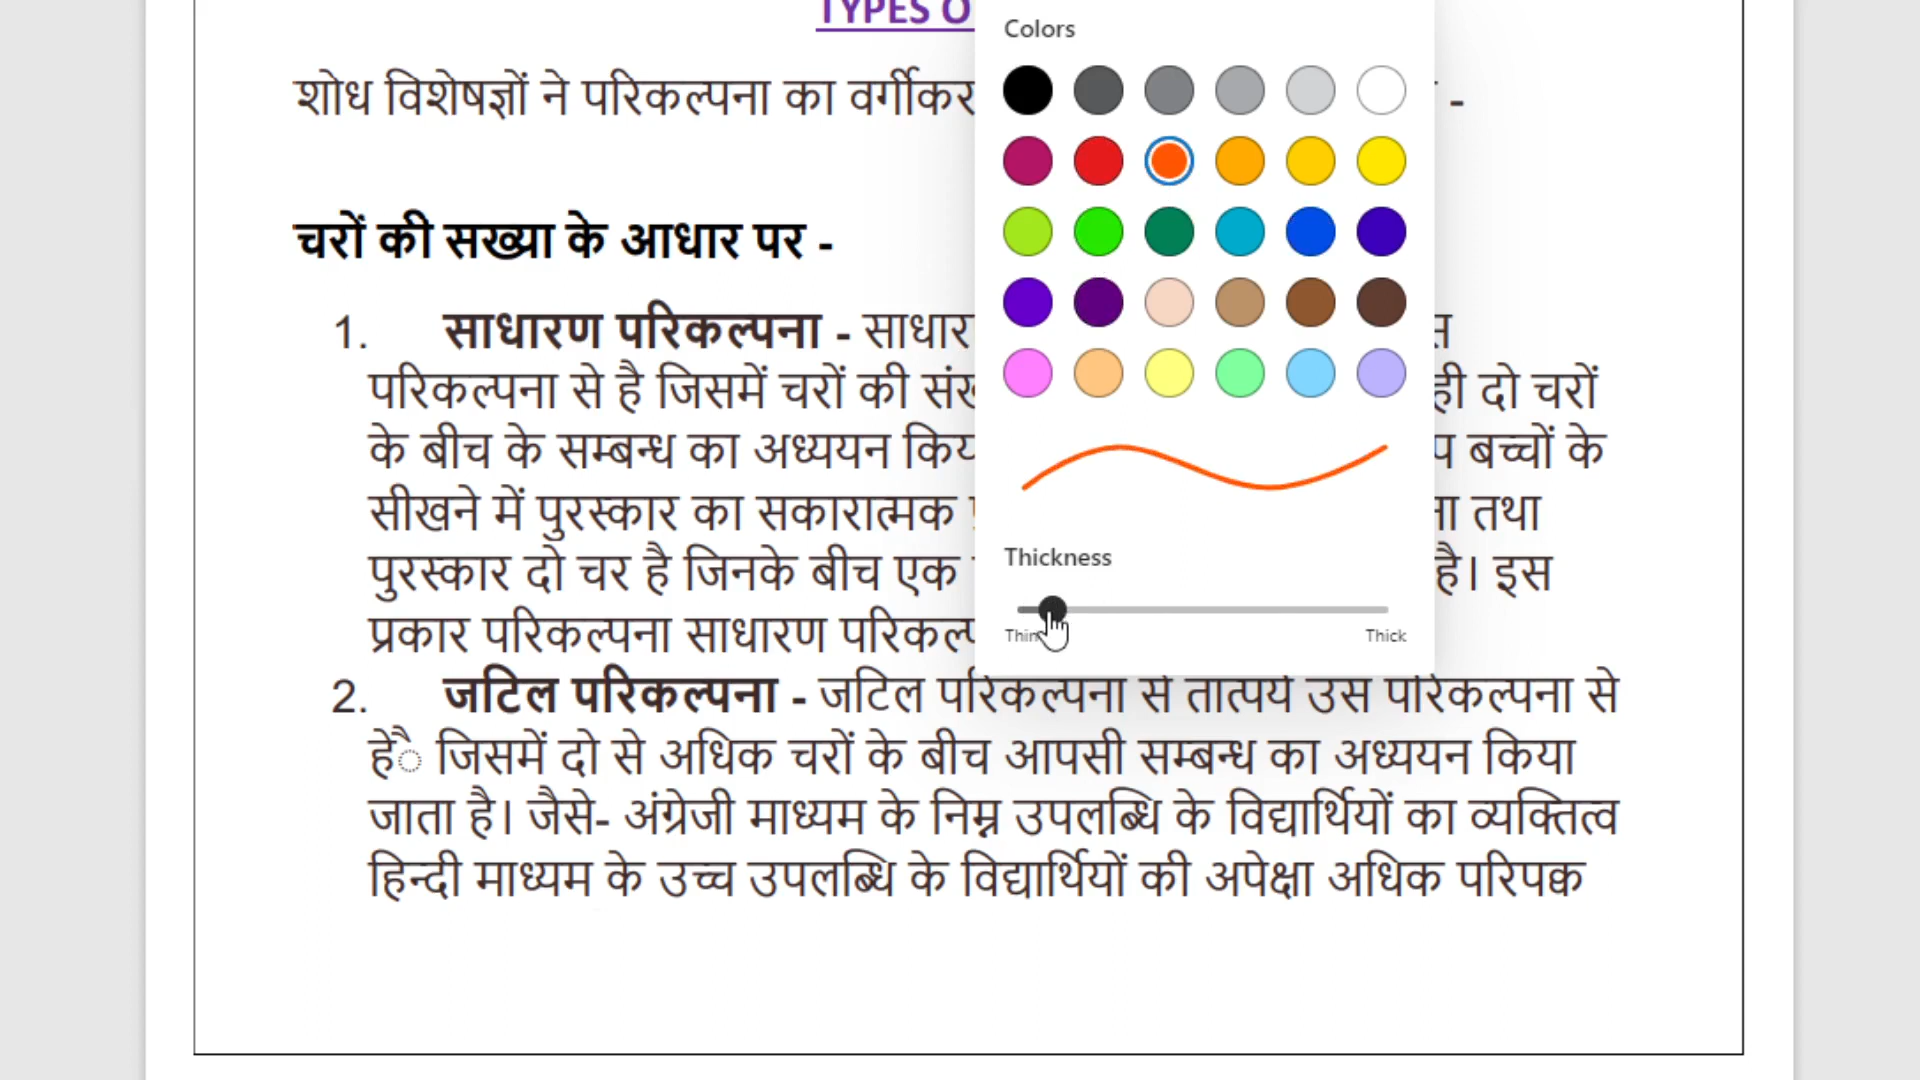 TYPES O
Colors
शोध विशेषज्ञों ने परिकल्पना का वर्गीकर -
चरों की सख्या के आधार पर -
1. साधारण परिकल्पना - साधार
परिकल्पना से है जिसमें चरों की ही दो चरों
के बीच के सम्बन्ध का अध्ययन किय बच्चों के
सीखने में पुरस्कार का सकारात्मक तथा
Thickness
पुरस्कार दो चर है जिनके बीच एक है। इस
Thin Thick
प्रकार परिकल्पना साधारण
2. जटिल परिकल्पना - जटिल परिकल्पना से तात्पर्य उस परिकल्पना से
हेै जिसमें दो से अधिक चरों के बीच आपसी सम्बन्ध का अध्ययन किया
जाता है। जैसे- अंग्रेजी माध्यम के निम्न उपलब्धि के विद्यार्थियों का व्यक्तित्व
हिन्दी माध्यम के उच्च उपलब्धि के विद्यार्थियों की अपेक्षा अधिक परिपक्व